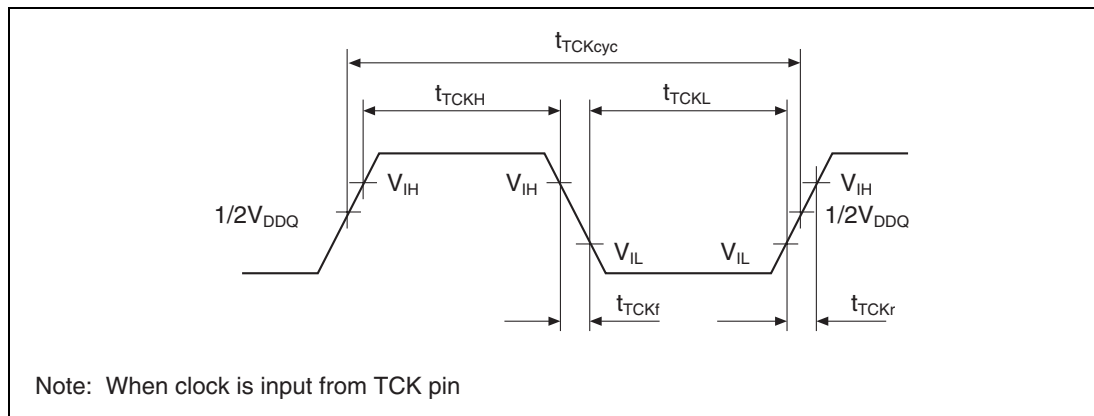 tTCKcyc
tTCKH
tTCKL
VIH
VIH
VIH
1/2VDDQ
1/2VDDQ
VIL
VIL
tTCKf
tTCKr
Note: When clock is input from TCK pin